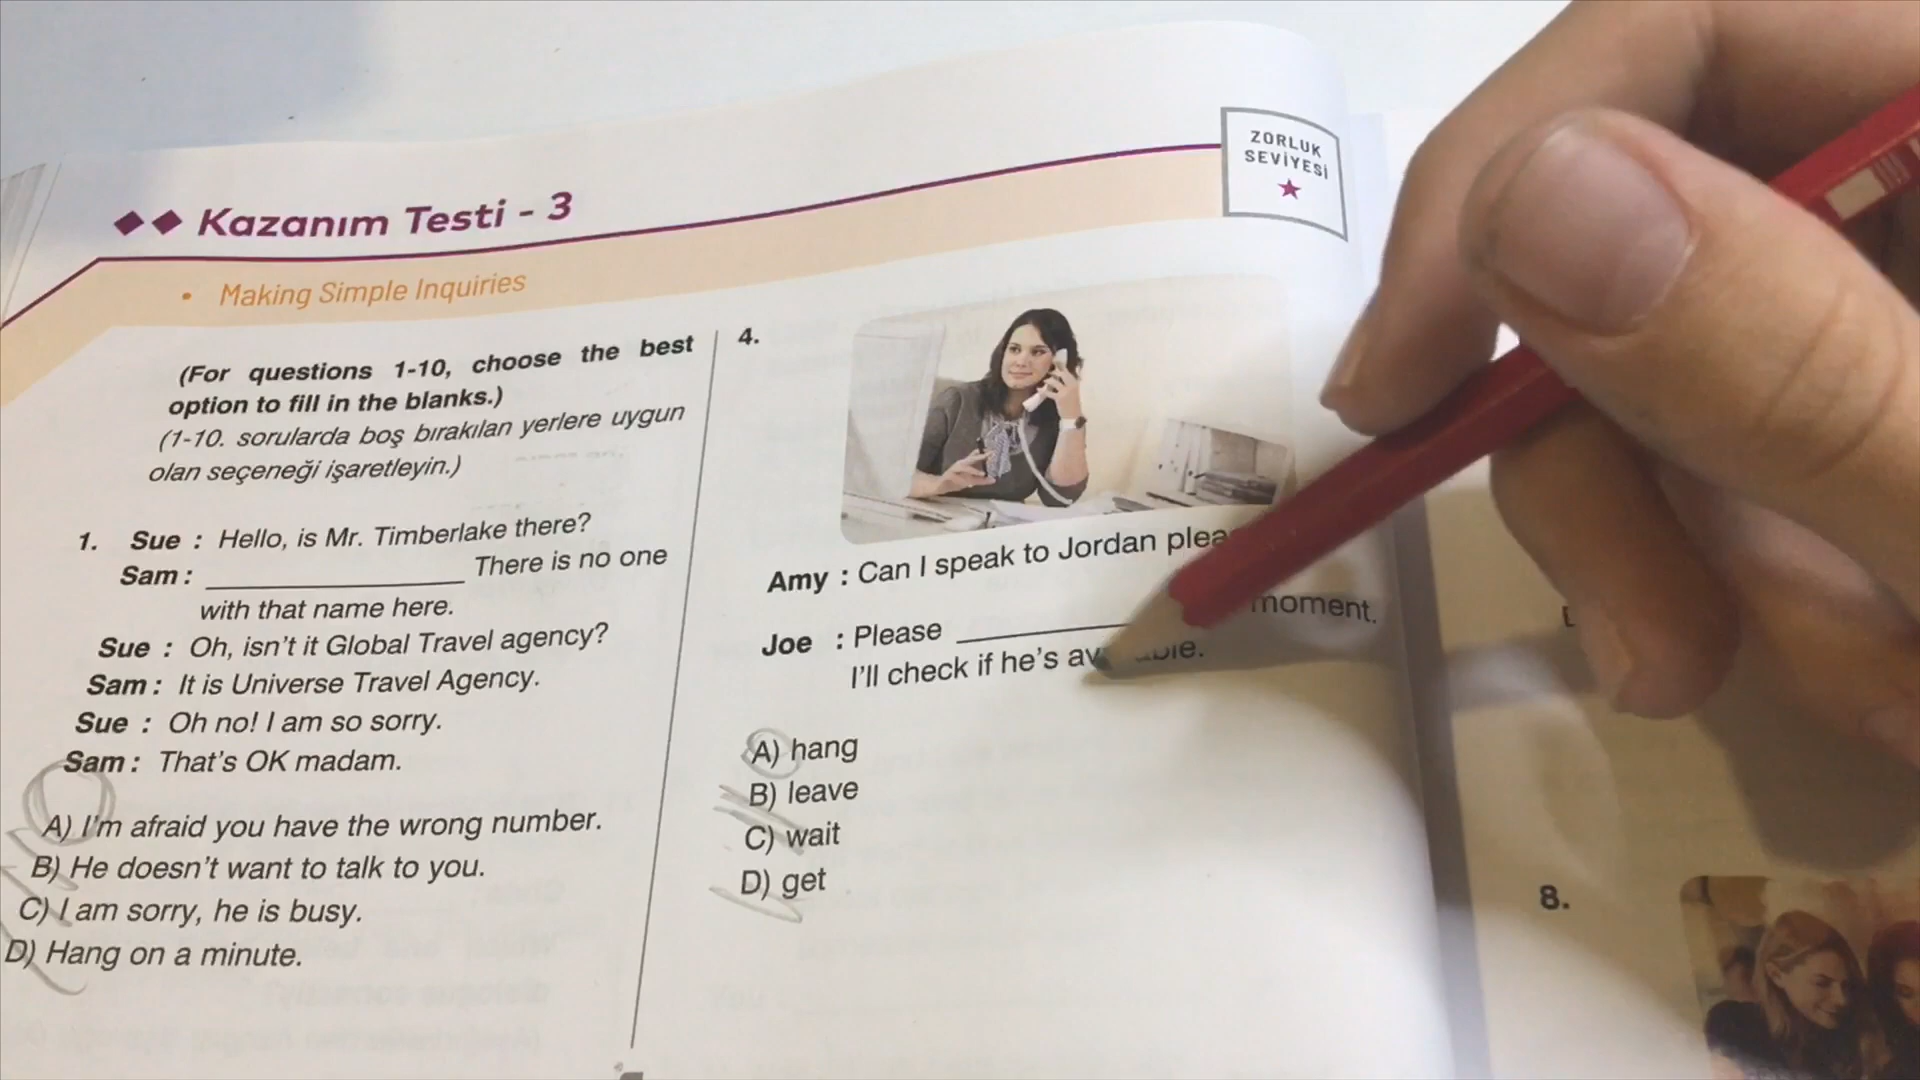 ZORLUK
SEVİYESİ
Kazanım Testi - 3
• Making Simple Inquiries
(For questions 1-10, choose the best
option to fill in the blanks.)
(1-10. sorularda boş bırakılan yerlere uygun
olan seçeneği işaretleyin.)
1. Sue : Hello, is Mr. Timberlake there?
Sam : ____________ There is no one
with that name here.
Sue : Oh, isn't it Global Travel agency?
Sam : It is Universe Travel Agency.
Sue : Oh no! I am so sorry.
Sam : That's OK madam.
A) I'm afraid you have the wrong number.
B) He doesn't want to talk to you.
C) I am sorry, he is busy.
D) Hang on a minute.
4.
Amy : Can I speak to Jordan
Joe : Please ____________ moment.
I'll check if he's
A) hang
B) leave
C) wait
D) get
8.